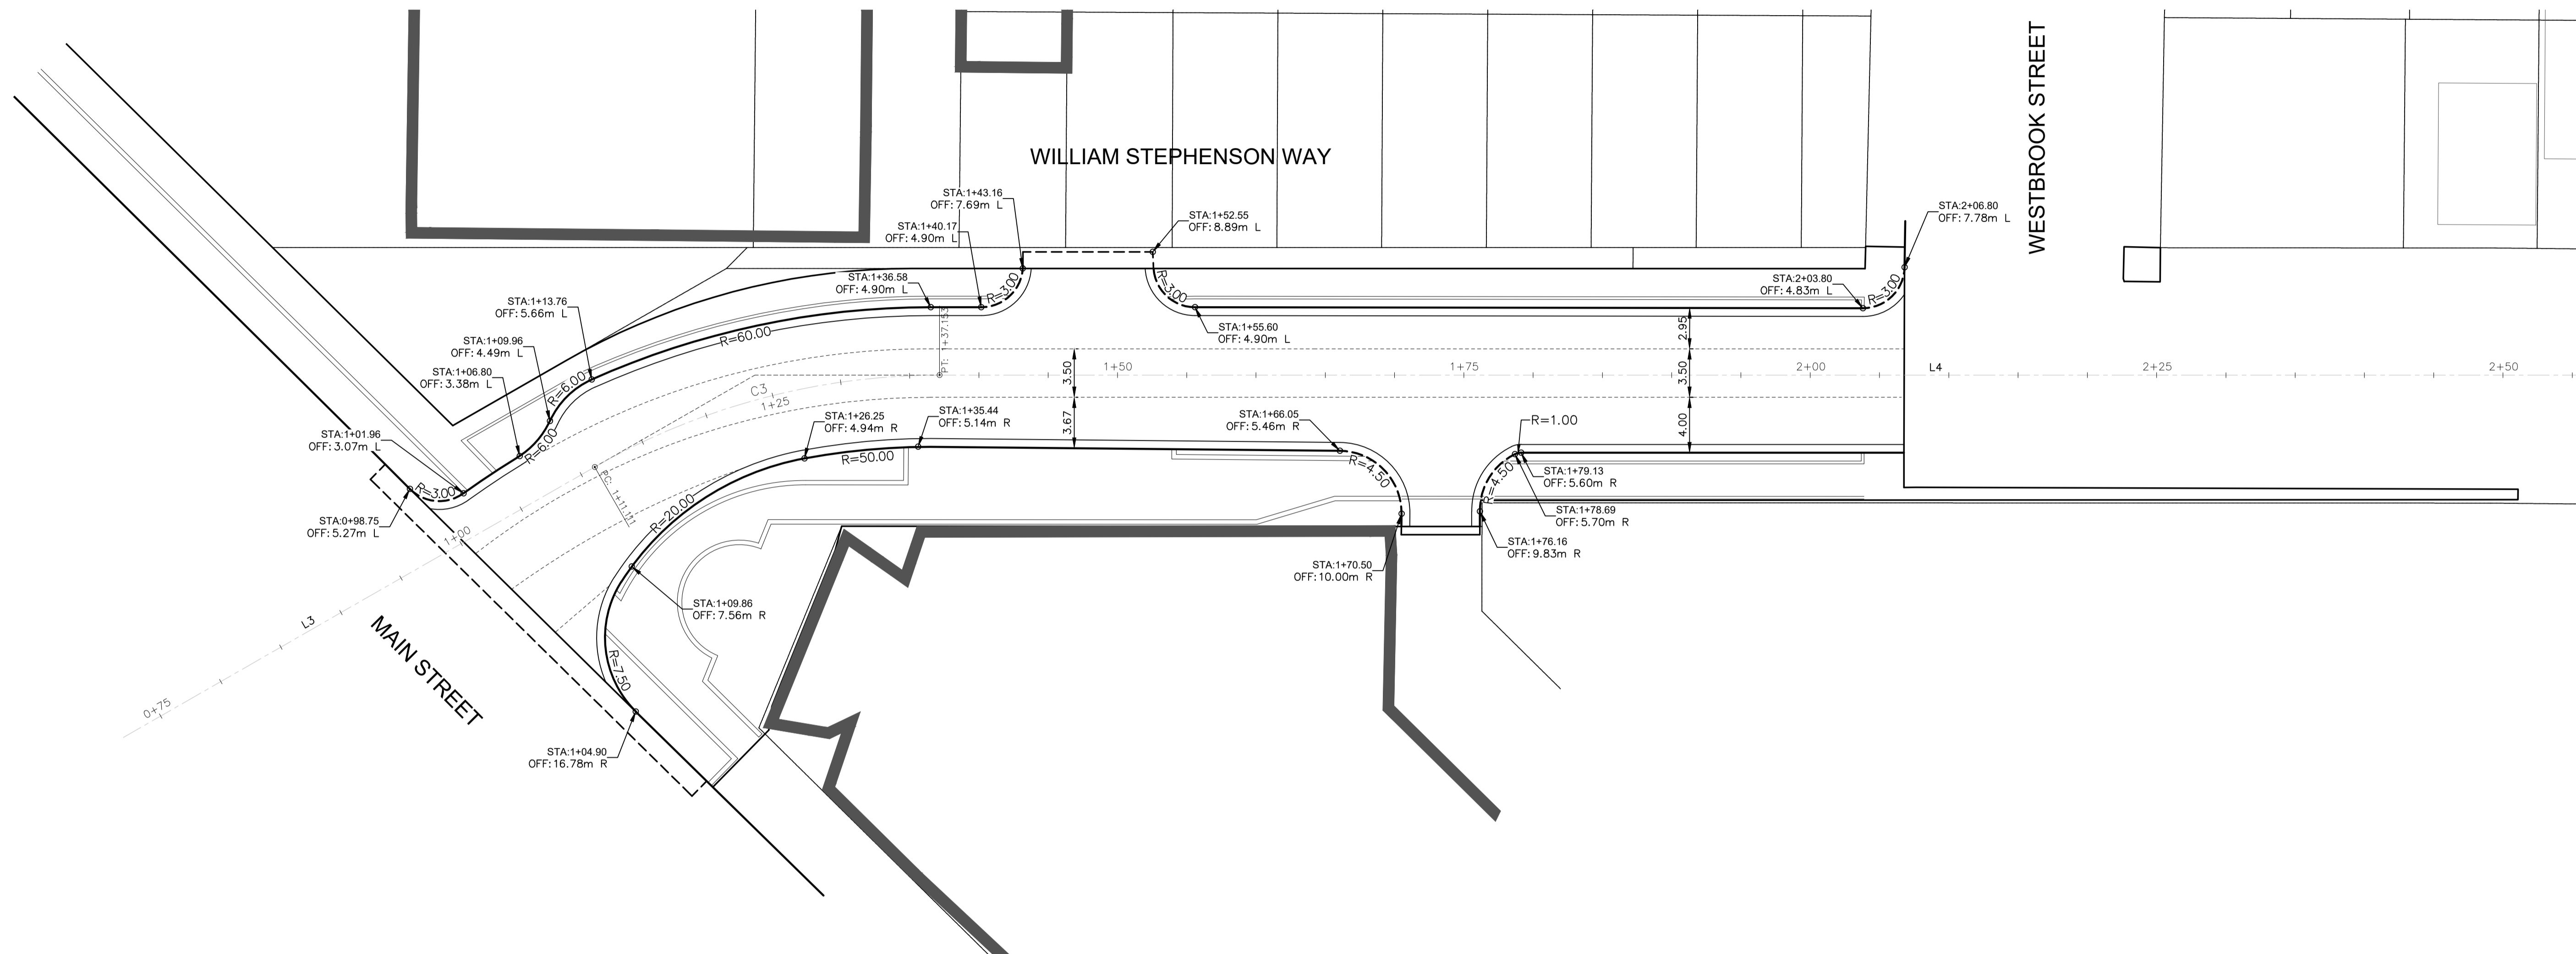 WILLIAM STEPHENSON WAY
WESTBROOK STREET
STA:1+43.16
OFF: 7.69m L
STA:1+40.17
OFF: 4.90m L
STA:1+52.55
OFF: 8.89m L
STA:2+06.80
OFF: 7.78m L
STA:1+36.58
OFF: 4.90m L
R=3.00
R=3.00
STA:2+03.80
OFF: 4.83m L
R=3.00
STA:1+13.76
OFF: 5.66m L
STA:1+55.60
OFF: 4.90m L
R=60.00
PT: 1+37.153
2.95
STA:1+09.96
OFF: 4.49m L
STA:1+06.80
OFF: 3.38m L
R=6.00
C3
1+25
3.50
1+50
1+75
3.50
2+00
L4
2+25
2+50
STA:1+26.25
OFF: 4.94m R
STA:1+35.44
OFF: 5.14m R
3.67
STA:1+66.05
OFF: 5.46m R
R=1.00
4.00
STA:1+01.96
OFF: 3.07m L
R=6.00
R=50.00
R=4.50
R=4.50
STA:1+79.13
OFF: 5.60m R
PC: 1+11.111
R=3.00
STA:0+98.75
OFF: 5.27m L
1+00
R=20.00
STA:1+78.69
OFF: 5.70m R
STA:1+76.16
OFF: 9.83m R
STA:1+70.50
OFF: 10.00m R
STA:1+09.86
OFF: 7.56m R
L3
MAIN STREET
R=7.50
0+75
STA:1+04.90
OFF: 16.78m R